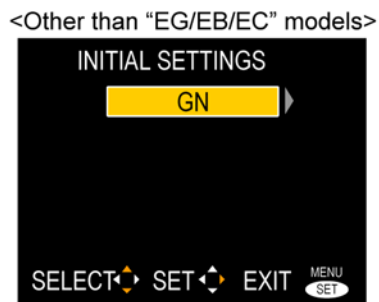 <Other than “EG/EB/EC” models>
INITIAL SETTINGS
GN
SELECT SET EXIT MENU
SET